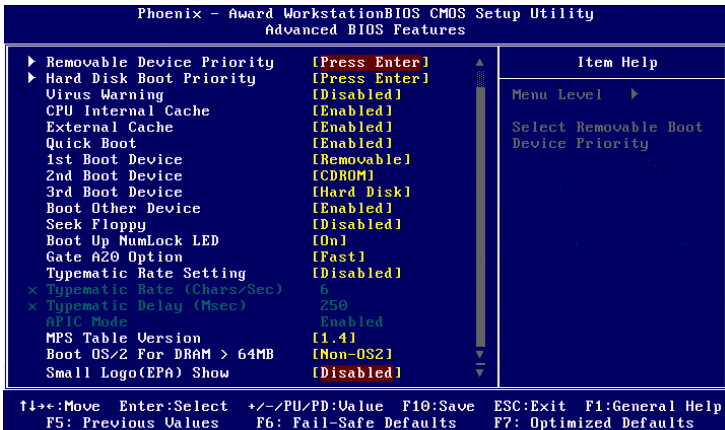 Phoenix - Award WorkstationBIOS CMOS Setup Utility
Advanced BIOS Features
Removable Device Priority [Press Enter]
Hard Disk Boot Priority [Press Enter]
Virus Warning [Disabled]
CPU Internal Cache [Enabled]
External Cache [Enabled]
Quick Boot [Enabled]
1st Boot Device [Removable]
2nd Boot Device [CDROM]
3rd Boot Device [Hard Disk]
Boot Other Device [Enabled]
Seek Floppy [Disabled]
Boot Up NumLock LED [On]
Gate A20 Option [Fast]
Typematic Rate Setting [Disabled]
x Typematic Rate (Chars/Sec) 6
x Typematic Delay (Msec) 250
APIC Mode Enabled
MPS Table Version [1.4]
Boot OS/2 For DRAM > 64MB [Non-OS2]
Small Logo(EPA) Show [Disabled]
Item Help
Menu Level
Select Removable Boot
Device Priority
↑↓→←:Move Enter:Select +/-/PU/PD:Value F10:Save ESC:Exit F1:General Help
F5: Previous Values F6: Fail-Safe Defaults F7: Optimized Defaults